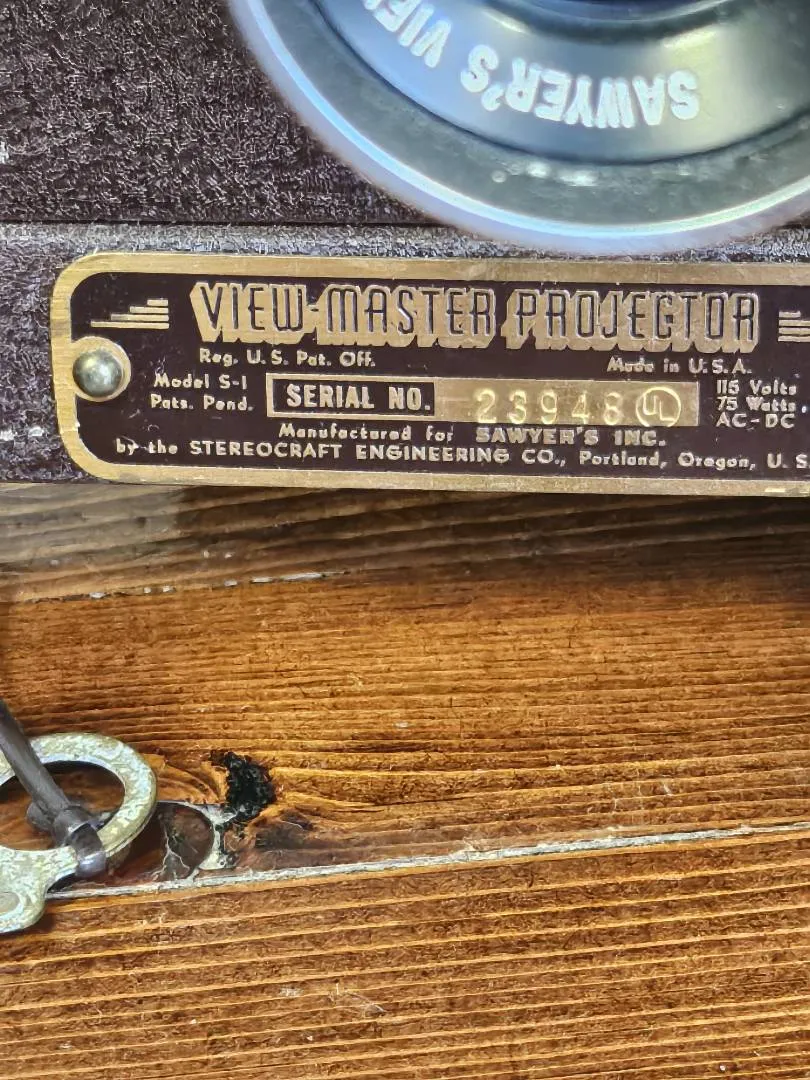 SAWYER'S VIE
VIEW-MASTER PROJECTOR
Reg. U.S. Pat. Off. Made in U.S.A.
Model S-1 SERIAL NO. 23948 UL 115 Volts
Pats. Pend. 75 Watts.
AC-DC
Manufactured for SAWYER'S INC.
by the STEREOCRAFT ENGINEERING CO., Portland, Oregon, U. S.